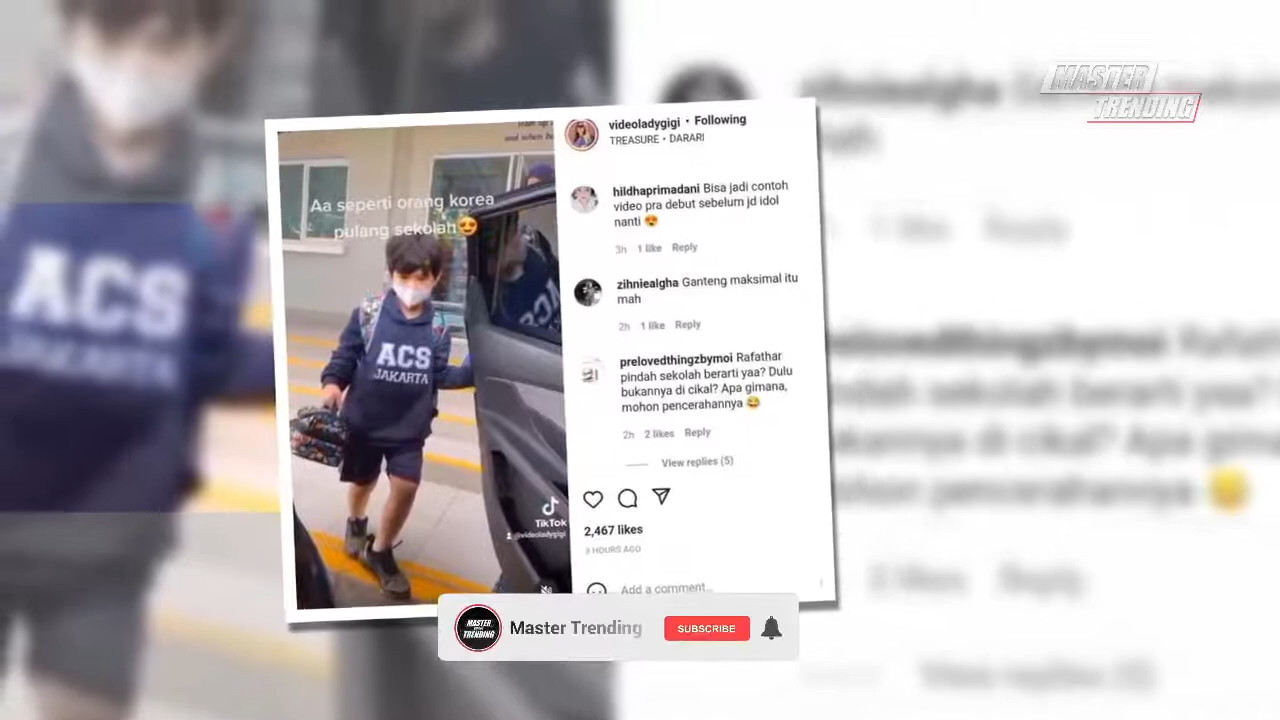 MASTER
TRENDING
videoladygigi • Following
TREASURE • DARARI
Aa seperti orang korea
pulang sekolah😍
hildhaprimadani Bisa jadi contoh
video pra debut sebelum jd idol
nanti 😍
3h 1 like Reply
zihniealgha Ganteng maksimal itu
mah
2h 1 like Reply
prelovedthingzbymoi Rafathar
pindah sekolah berarti yaa? Dulu
bukannya di cikal? Apa gimana,
mohon pencerahannya 😂
2h 2 likes Reply
View replies (5)
ACS
JAKARTA
ACS
TikTok
@videoladygigi
2,467 likes
3 HOURS AGO
Add a comment...
MASTER
TRENDING
Master Trending
SUBSCRIBE